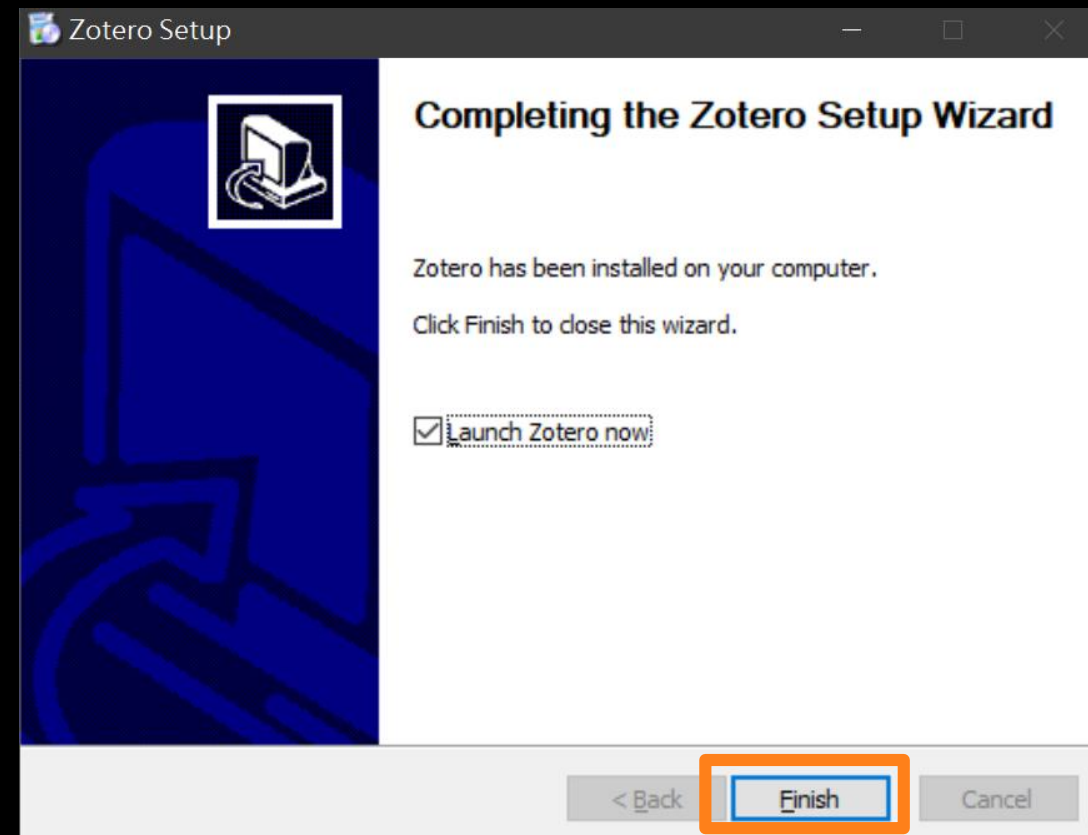 Zotero Setup
Completing the Zotero Setup Wizard
Zotero has been installed on your computer.
Click Finish to close this wizard.
Launch Zotero now
< Back Finish Cancel